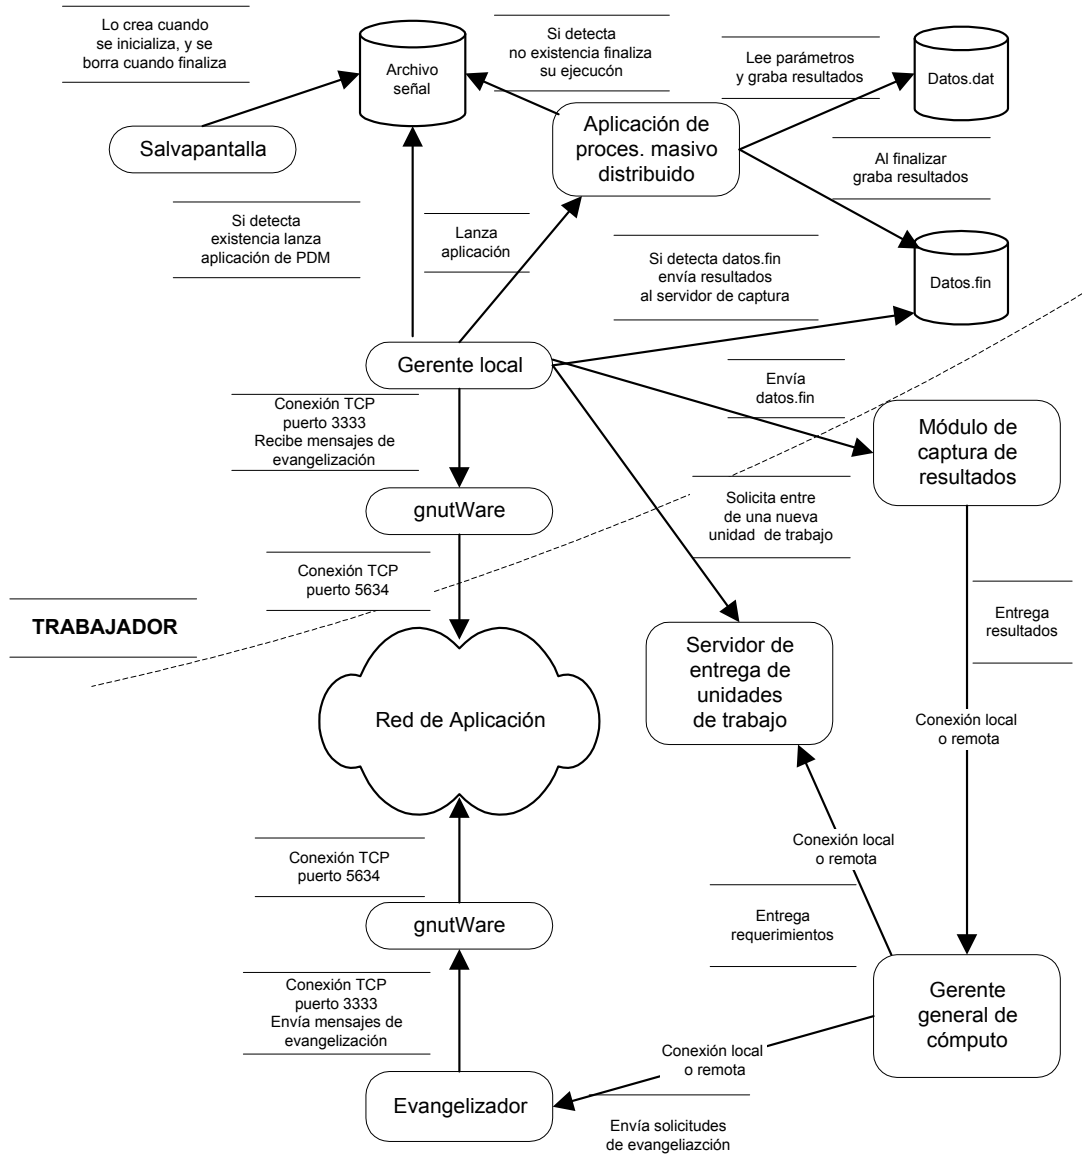 Lo crea cuando
se inicializa, y se
borra cuando finaliza
Archivo
señal
Si detecta
no existencia finaliza
su ejecucón
Lee parámetros
y graba resultados
Datos.dat
Salvapantalla
Aplicación de
proces. masivo
distribuido
Al finalizar
graba resultados
Si detecta
existencia lanza
aplicación de PDM
Lanza
aplicación
Si detecta datos.fin
envía resultados
al servidor de captura
Datos.fin
Gerente local
Envía
datos.fin
Conexión TCP
puerto 3333
Recibe mensajes de
evangelización
Módulo de
captura de
resultados
gnutWare
Solicita entre
de una nueva
unidad de trabajo
Conexión TCP
puerto 5634
TRABAJADOR
Entrega
resultados
Servidor de
entrega de
unidades
de trabajo
Red de Aplicación
Conexión local
o remota
Conexión local
o remota
Conexión TCP
puerto 5634
gnutWare
Entrega
requerimientos
Conexión TCP
puerto 3333
Envía mensajes de
evangelización
Gerente
general de
cómputo
Conexión local
o remota
Evangelizador
Envía solicitudes
de evangeliazción